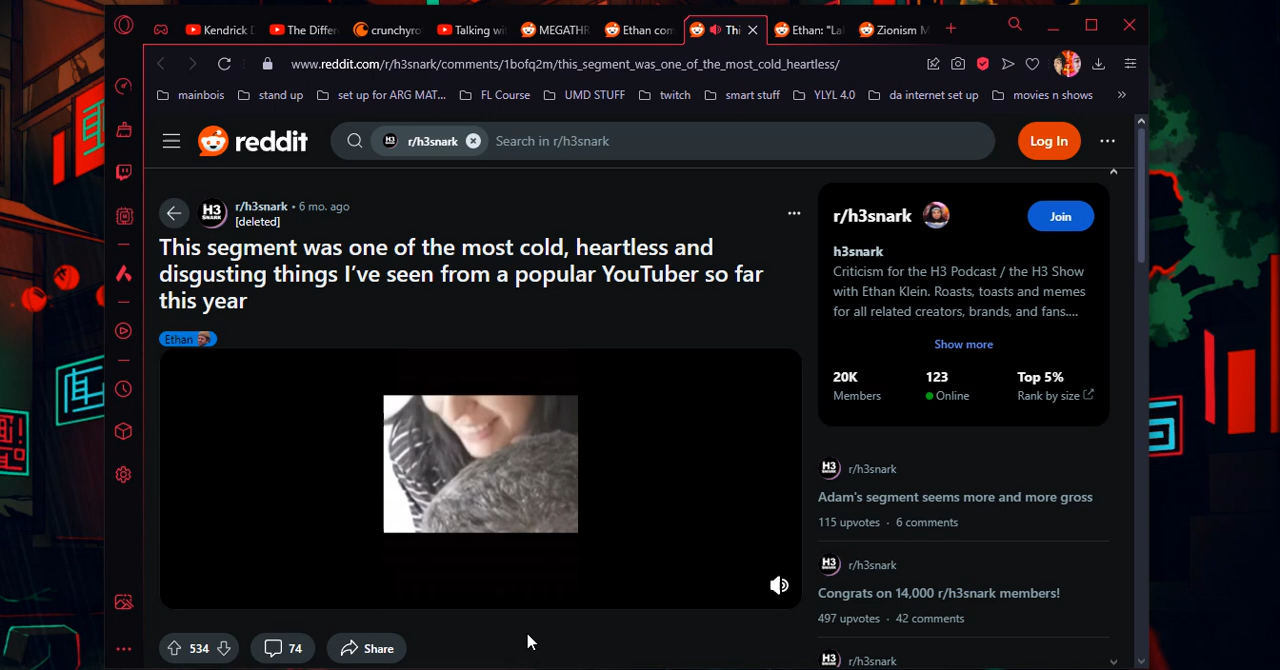 Kendrick D
The Differ
crunchyro
Talking wi
MEGATHR
Ethan com
Thi
Ethan: "Lal
Zionism M
www.reddit.com/r/h3snark/comments/1bofq2m/this_segment_was_one_of_the_most_cold_heartless/
mainbois
stand up
set up for ARG MAT...
FL Course
UMD STUFF
twitch
smart stuff
YLYL 4.0
da internet set up
movies n shows
»
reddit
r/h3snark
Search in r/h3snark
Log In
H3 SNARK
r/h3snark • 6 mo. ago
[deleted]
This segment was one of the most cold, heartless and
disgusting things I’ve seen from a popular YouTuber so far
this year
Ethan
534
74
Share
r/h3snark
Join
h3snark
Criticism for the H3 Podcast / the H3 Show
with Ethan Klein. Roasts, toasts and memes
for all related creators, brands, and fans....
Show more
20K
123
Top 5%
Members
Online
Rank by size
H3 r/h3snark
Adam's segment seems more and more gross
115 upvotes · 6 comments
H3 r/h3snark
Congrats on 14,000 r/h3snark members!
497 upvotes · 42 comments
H3 r/h3snark